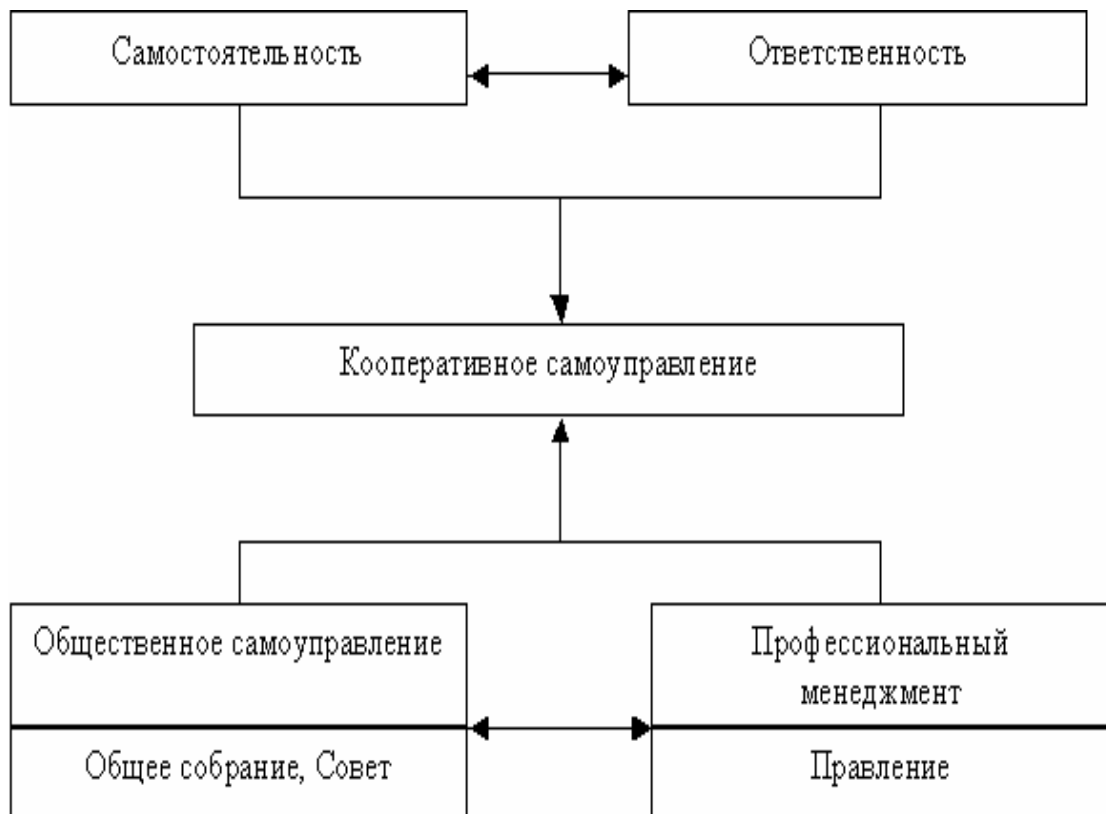 Самостоятельность
Ответственность
Кооперативное самоуправление
Общественное самоуправление
Профессиональный
менеджмент
Общее собрание, Совет
Правление